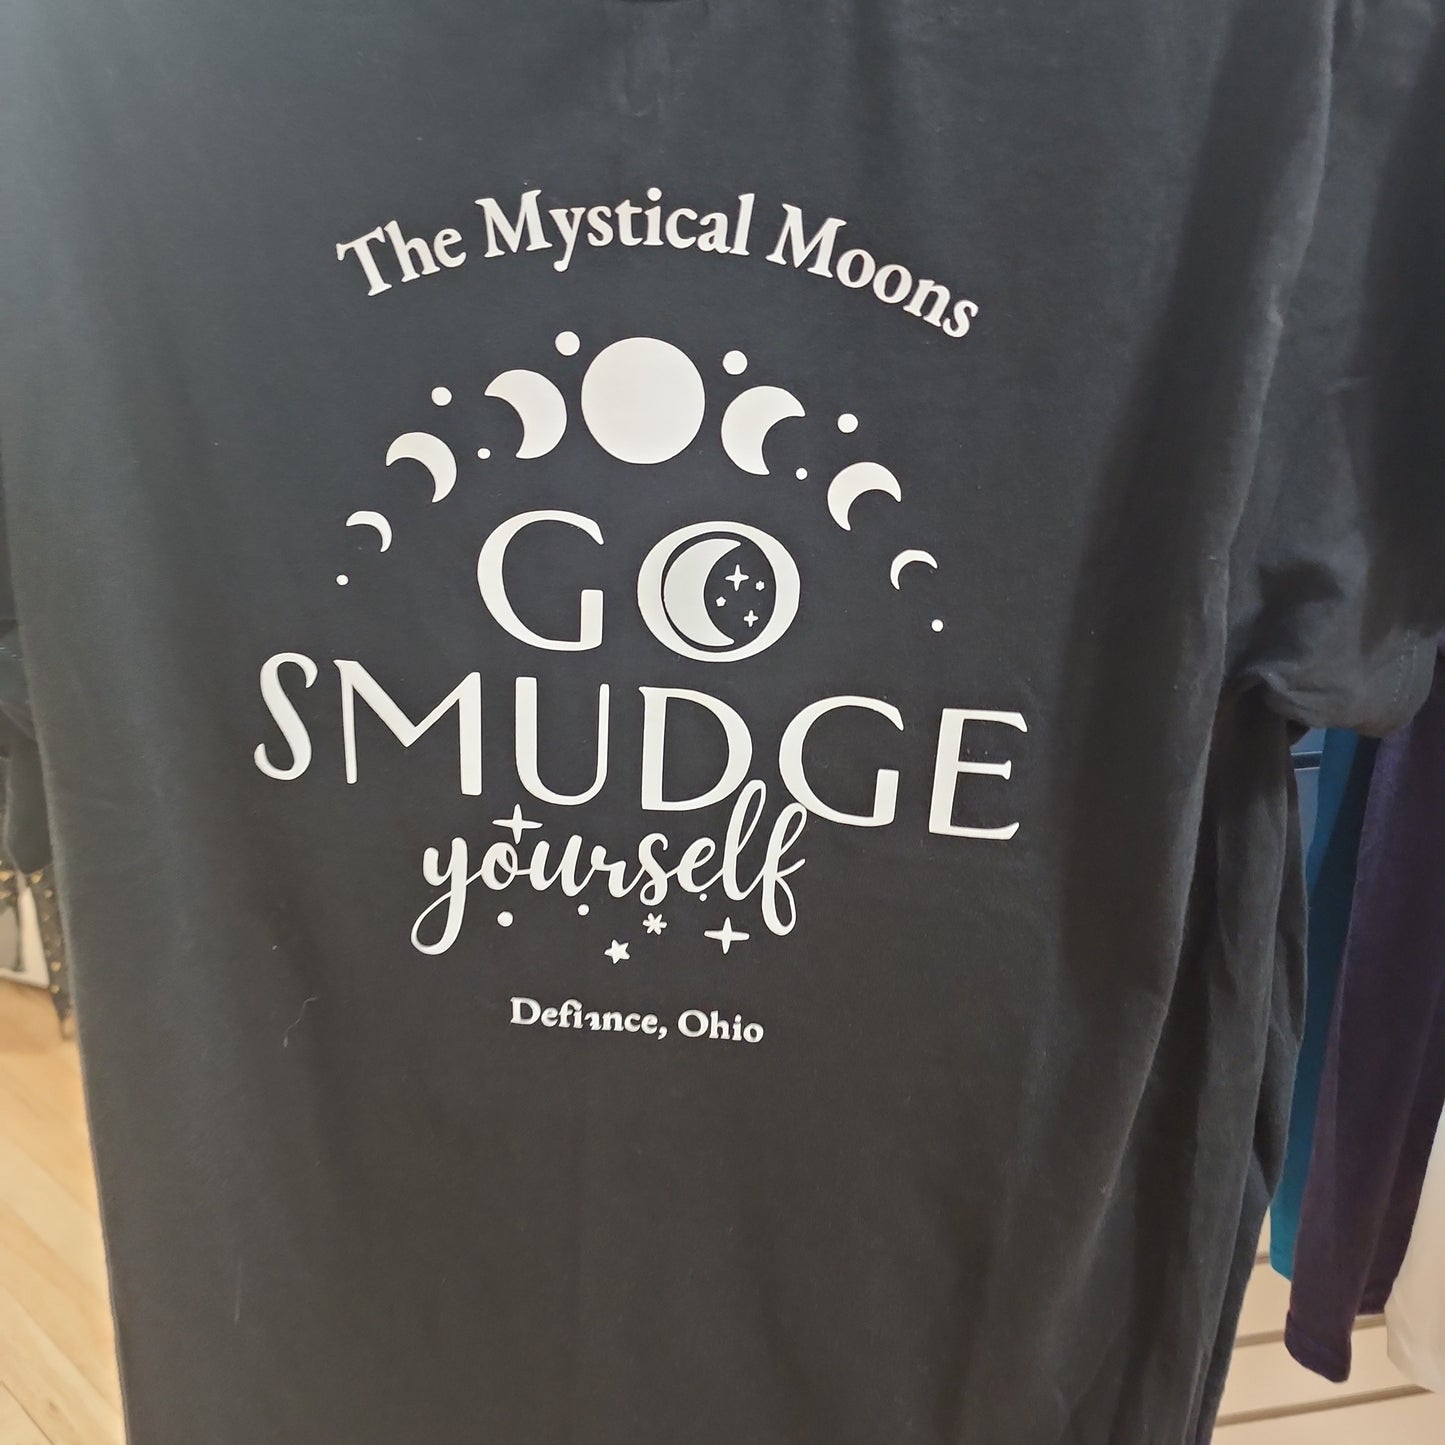 The Mystical Moons
GO
SMUDGE
yourself
Defiance, Ohio